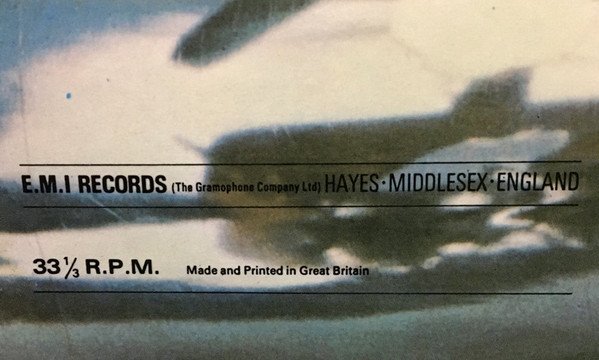 E.M.I RECORDS (The Gramophone Company Ltd) HAYES·MIDDLESEX·ENGLAND
33⅓ R.P.M. Made and Printed in Great Britain